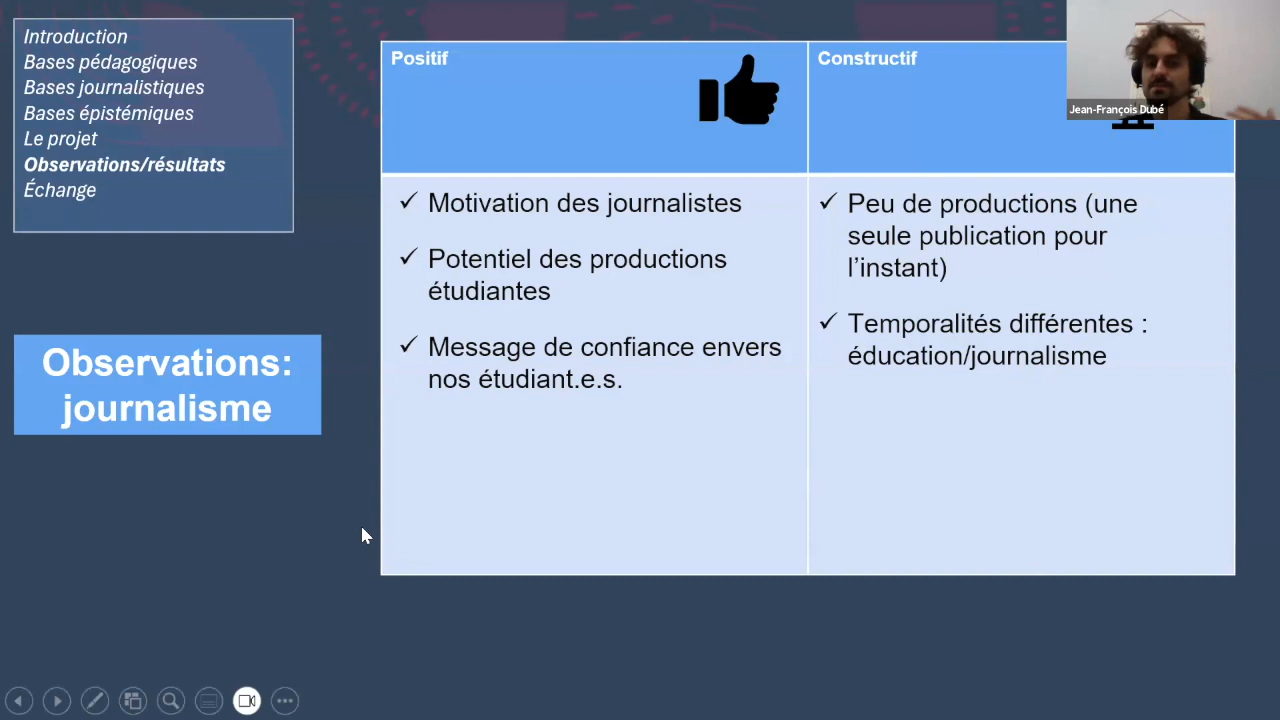 Introduction
Bases pédagogiques
Bases journalistiques
Bases épistémiques
Le projet
Observations/résultats
Échange
Observations:
journalisme
Positif
Constructif
Motivation des journalistes
Potentiel des productions
étudiantes
Message de confiance envers
nos étudiant.e.s.
Peu de productions (une
seule publication pour
l’instant)
Temporalités différentes :
éducation/journalisme
Jean-François Dubé